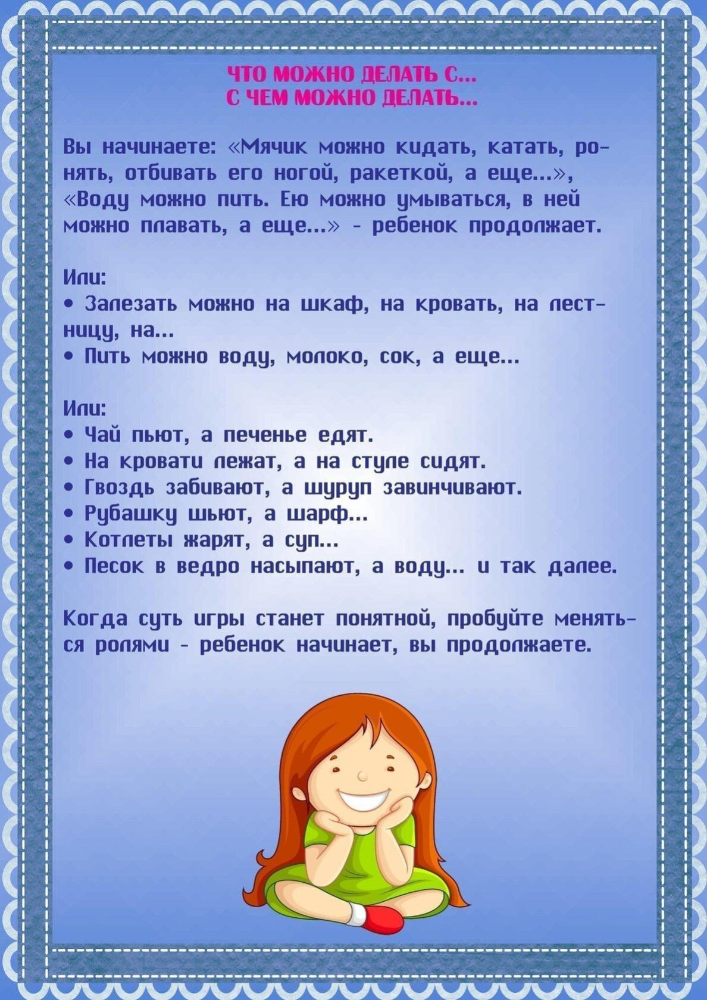 ЧТО МОЖНО ДЕЛАТЬ С...
С ЧЕМ МОЖНО ДЕЛАТЬ...
Вы начинаете: «Мячик можно кидать, катать, ро-
нять, отбивать его ногой, ракеткой, а еще...»,
«Воду можно пить. Ею можно умываться, в ней
можно плавать, а еще...» - ребенок продолжает.
Или:
• Залезать можно на шкаф, на кровать, на лест-
ницу, на...
• Пить можно воду, молоко, сок, а еще...
Или:
• Чай пьют, а печенье едят.
• На кровати лежат, а на стуле сидят.
• Гвоздь забивают, а шуруп завинчивают.
• Рубашку шьют, а шарф...
• Котлеты жарят, а суп...
• Песок в ведро насыпают, а воду... и так далее.
Когда суть игры станет понятной, пробуйте менять-
ся ролями - ребенок начинает, вы продолжаете.